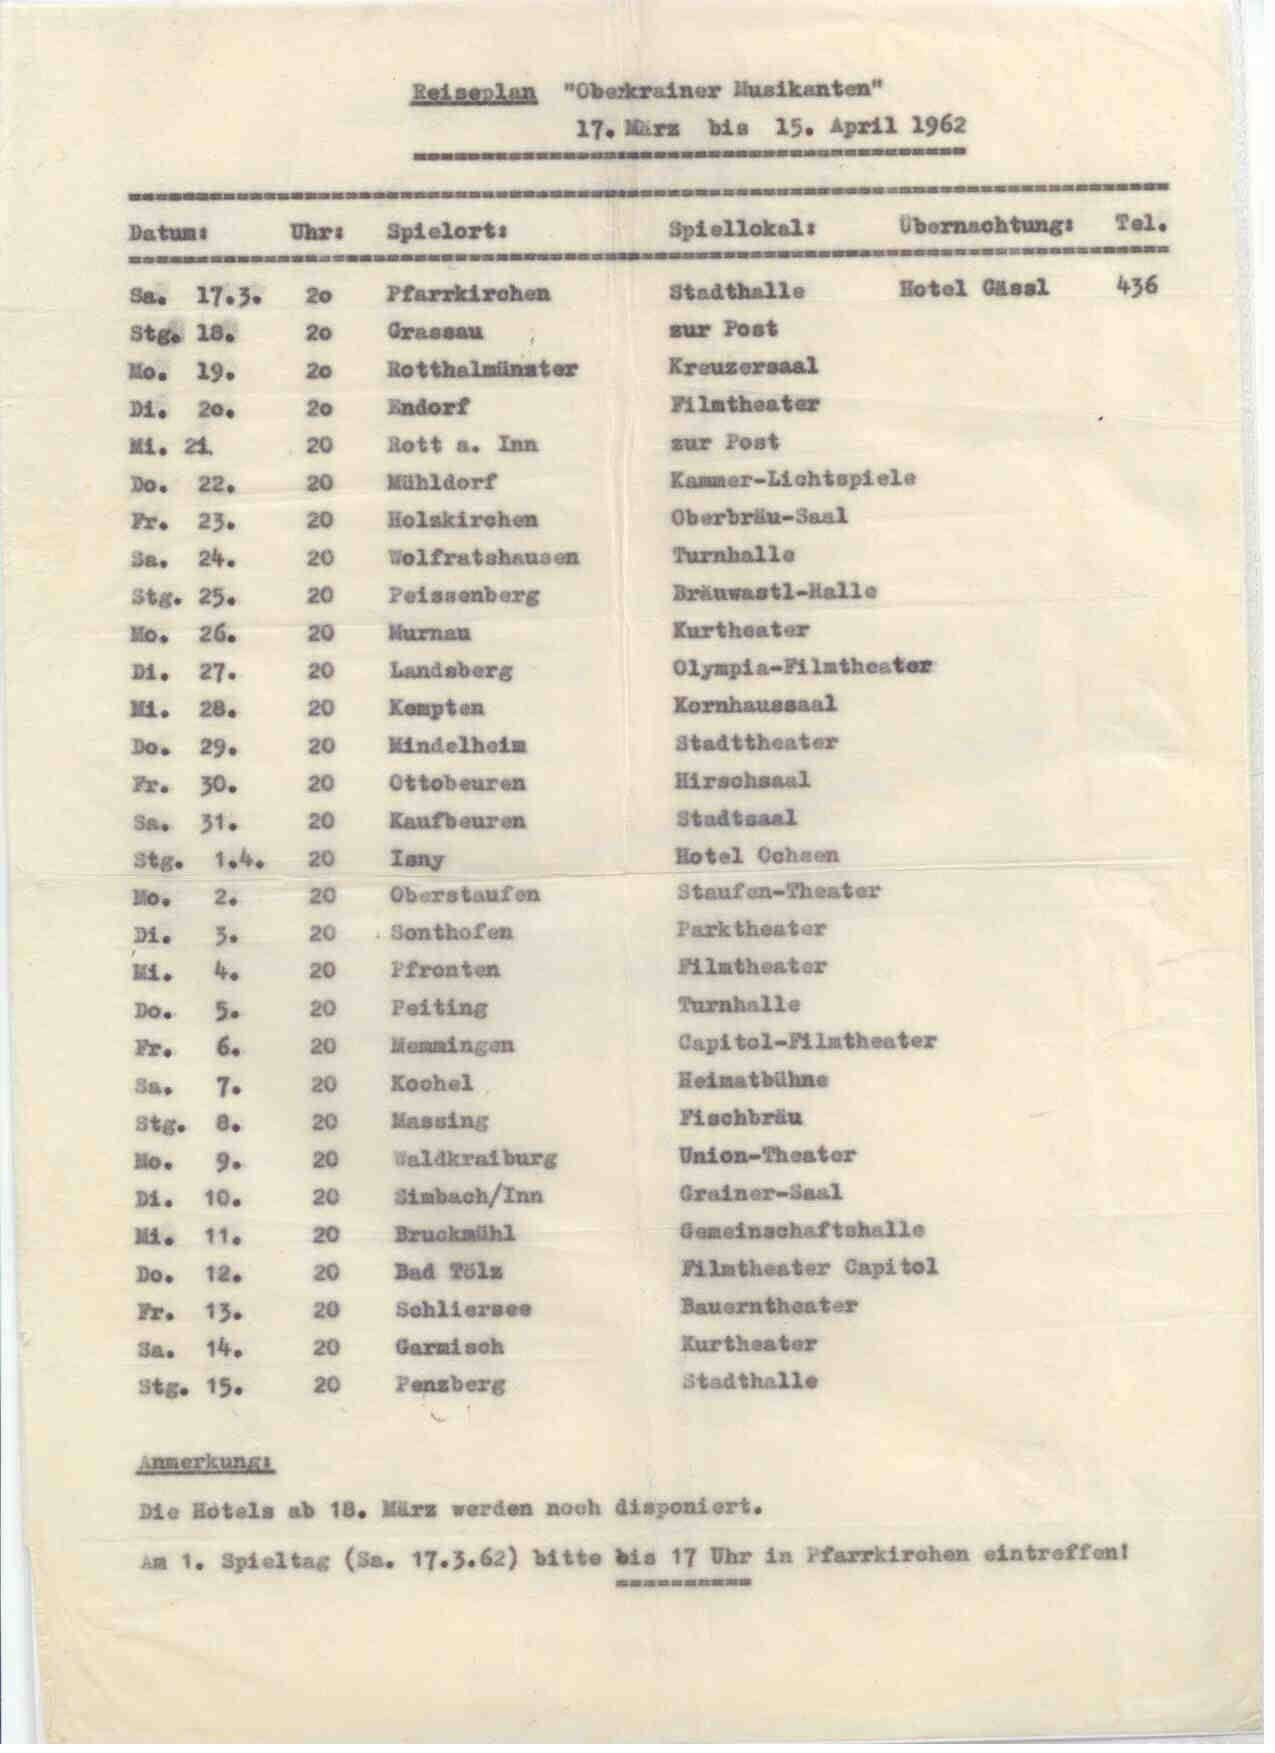 Reiseplan "Oberkrainer Musikanten"
17. März bis 15. April 1962
Datum: Uhr: Spielort: Spiellokal: Übernachtung: Tel.
Sa. 17.3. 2o Pfarrkirchen Stadthalle Hotel Gässl 436
Stg. 18. 2o Grassau zur Post
Mo. 19. 2o Rotthalmünster Kreuzersaal
Di. 2o. 2o Endorf Filmtheater
Mi. 21. 20 Rott a. Inn zur Post
Do. 22. 20 Mühldorf Kammer-Lichtspiele
Fr. 23. 20 Holzkirchen Oberbräu-Saal
Sa. 24. 20 Wolfratshausen Turnhalle
Stg. 25. 20 Peissenberg Bräuwastl-Halle
Mo. 26. 20 Murnau Kurtheater
Di. 27. 20 Landsberg Olympia-Filmtheater
Mi. 28. 20 Kempten Kornhaussaal
Do. 29. 20 Mindelheim Stadttheater
Fr. 30. 20 Ottobeuren Hirschsaal
Sa. 31. 20 Kaufbeuren Stadtsaal
Stg. 1.4. 20 Isny Hotel Ochsen
Mo. 2. 20 Oberstaufen Staufen-Theater
Di. 3. 20 Sonthofen Parktheater
Mi. 4. 20 Pfronten Filmtheater
Do. 5. 20 Peiting Turnhalle
Fr. 6. 20 Memmingen Capitol-Filmtheater
Sa. 7. 20 Kochel Heimatbühne
Stg. 8. 20 Massing Fischbräu
Mo. 9. 20 Waldkraiburg Union-Theater
Di. 10. 20 Simbach/Inn Grainer-Saal
Mi. 11. 20 Bruckmühl Gemeinschaftshalle
Do. 12. 20 Bad Tölz Filmtheater Capitol
Fr. 13. 20 Schliersee Bauerntheater
Sa. 14. 20 Garmisch Kurtheater
Stg. 15. 20 Penzberg Stadthalle
Anmerkung:
Die Hotels ab 18. März werden noch disponiert.
Am 1. Spieltag (Sa. 17.3.62) bitte bis 17 Uhr in Pfarrkirchen eintreffen!